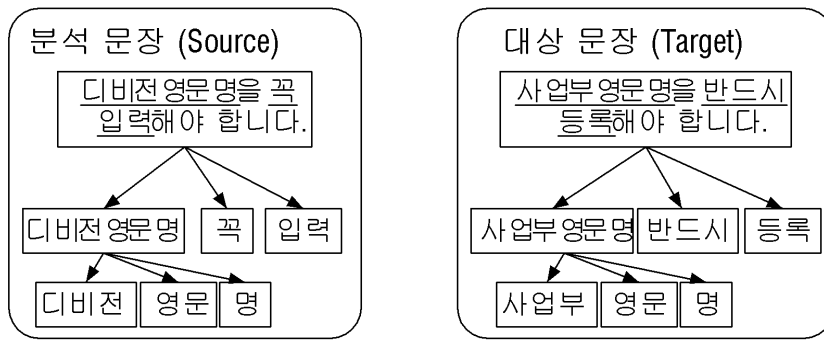 분석 문장 (Source)
디비전영문명을 꼭
입력해야 합니다.
디비전영문명 꼭 입력
디비전 영문 명
대상 문장 (Target)
사업부영문명을 반드시
등록해야 합니다.
사업부영문명 반드시 등록
사업부 영문 명